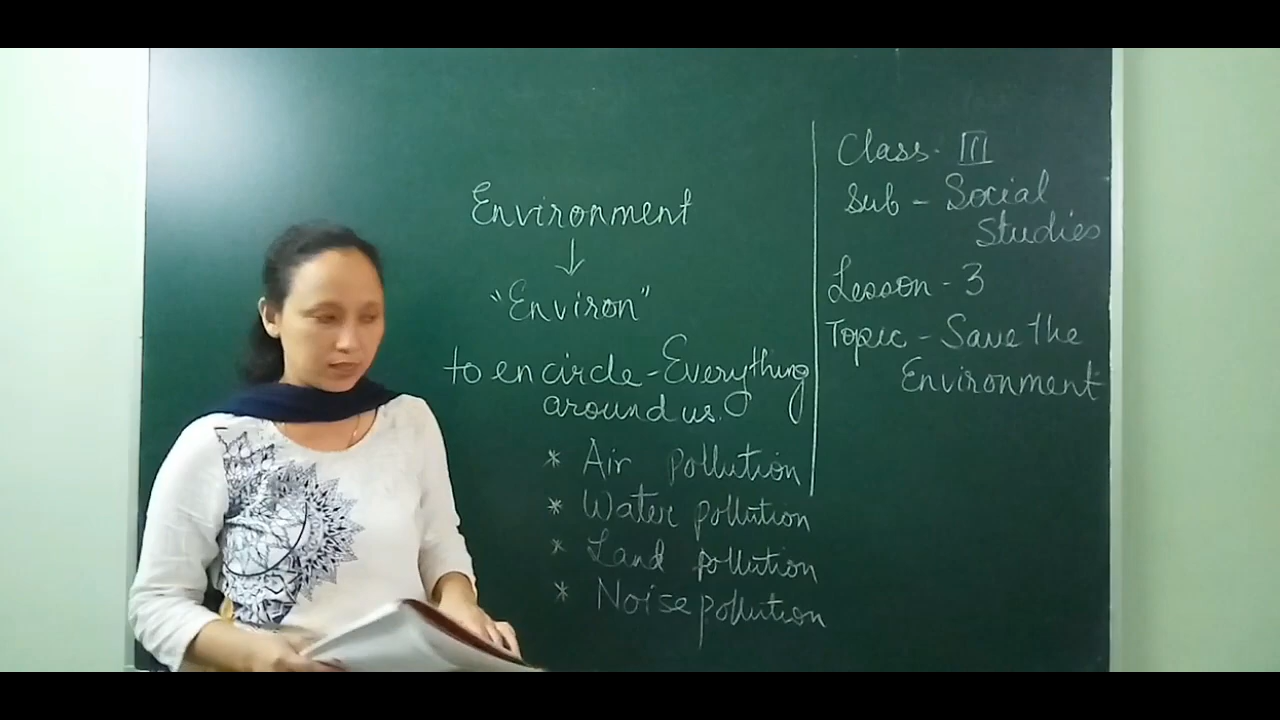 Environment
↓
"Environ"
to encircle - Everything
around us.
* Air pollution
* Water pollution
* Land pollution
* Noise pollution
Class - III
Sub - Social
Studies
Lesson - 3
Topic - Save the
Environment